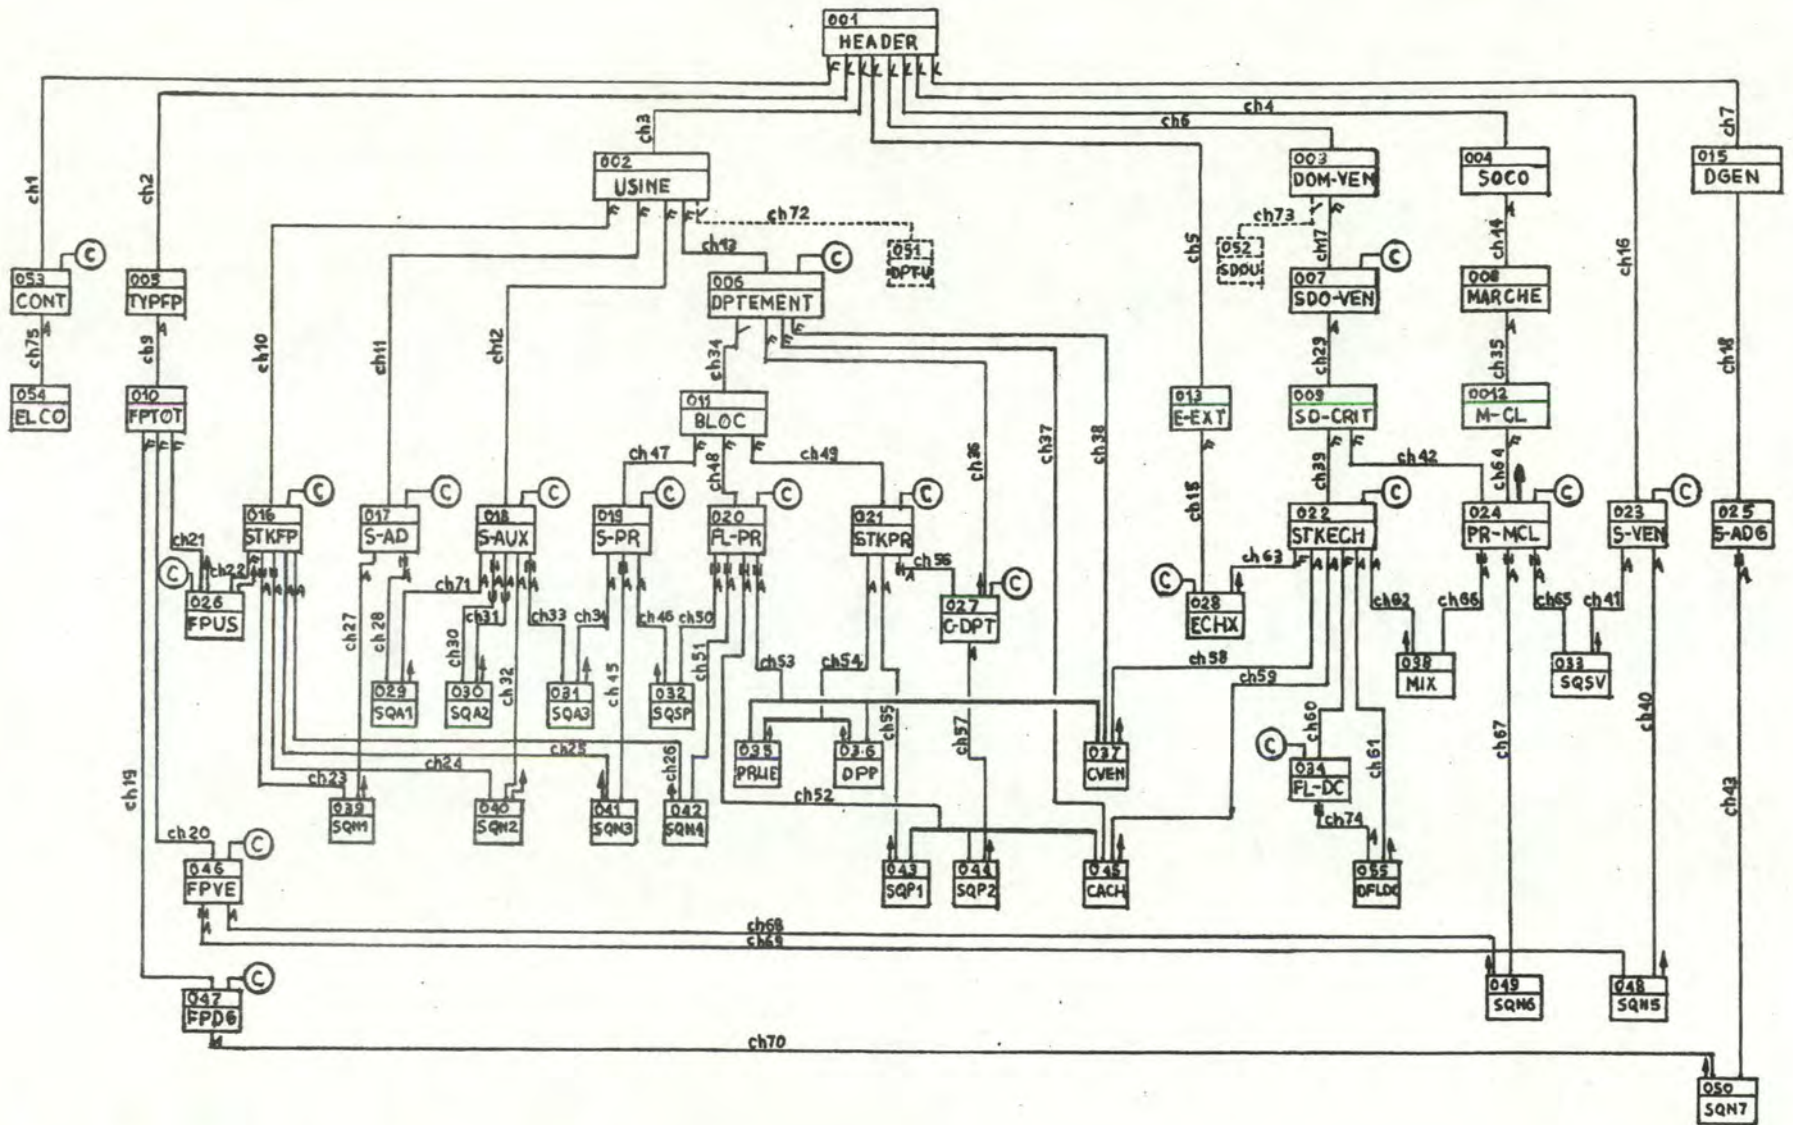 001
HEADER
ch4
ch6
ch7
ch3
002
USINE
003
DOM-VEN
004
SOCO
015
DGEN
ch1
ch2
ch72
ch73
ch5
ch17
ch14
ch16
ch13
051
052
SDOU
C
C
C
053
CONT
005
TYPFP
006
DPTEMENT
007
SDO-VEN
008
MARCHE
ch75
ch9
ch10
ch11
ch12
ch34
ch29
ch35
ch18
054
ELCO
010
FPTOT
011
BLOC
013
E-EXT
009
SD-CRIT
0012
M-CL
ch47
ch48
ch49
ch36
ch37
ch38
ch15
ch39
ch42
ch64
C
C
C
C
C
C
C
C
C
016
STKFP
017
S-AD
018
S-AUX
019
S-PR
020
FL-PR
021
STKPR
022
STKECH
024
PR-MCL
023
S-VEN
025
S-ADG
ch21
ch22
ch71
ch56
ch63
C
026
FPUS
027
C-DPT
C
C
028
ECHX
ch27
ch28
ch30
ch31
ch32
ch33
ch34
ch45
ch46
ch50
ch51
ch53
ch54
ch55
ch57
ch58
ch59
ch62
ch66
ch65
ch41
029
SQA1
030
SQA2
031
SQA3
032
SQSP
038
MIX
033
SQSV
ch40
ch60
ch61
ch67
035
036
DPP
037
CVEN
C
034
FL-DC
ch25
ch24
ch26
ch23
ch52
ch74
ch19
ch43
039
SQN1
040
SQN2
041
SQN3
042
SQN4
ch20
C
046
FPVE
043
SQP1
044
SQP2
045
CACH
055
DFLDC
ch68
ch69
C
047
FPDG
049
SQN6
048
SQN5
ch70
050
SQN7